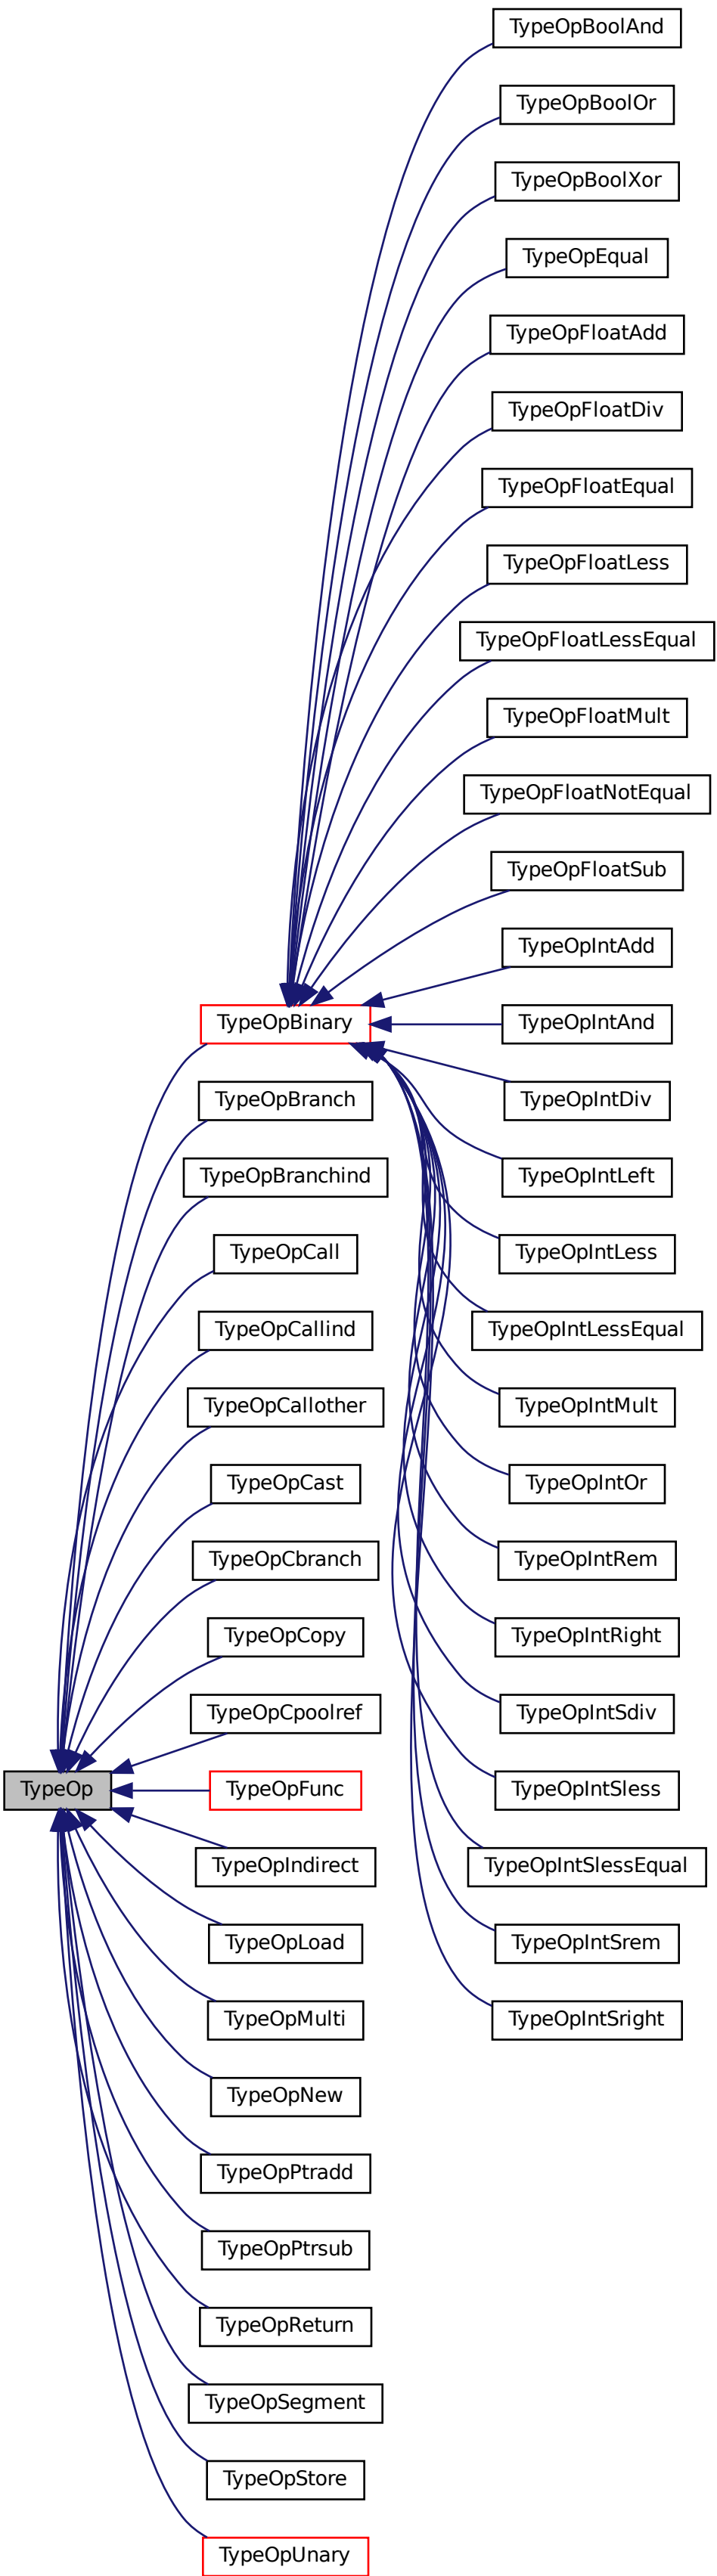 TypeOpBoolAnd
TypeOpBoolOr
TypeOpBoolXor
TypeOpEqual
TypeOpFloatAdd
TypeOpFloatDiv
TypeOpFloatEqual
TypeOpFloatLess
TypeOpFloatLessEqual
TypeOpFloatMult
TypeOpFloatNotEqual
TypeOpFloatSub
TypeOpIntAdd
TypeOpBinary
TypeOpIntAnd
TypeOpBranch
TypeOpIntDiv
TypeOpBranchind
TypeOpIntLeft
TypeOpCall
TypeOpIntLess
TypeOpCallind
TypeOpIntLessEqual
TypeOpCallother
TypeOpIntMult
TypeOpCast
TypeOpIntOr
TypeOpCbranch
TypeOpIntRem
TypeOpCopy
TypeOpIntRight
TypeOpCpoolref
TypeOpIntSdiv
TypeOp
TypeOpFunc
TypeOpIntSless
TypeOpIndirect
TypeOpIntSlessEqual
TypeOpLoad
TypeOpIntSrem
TypeOpMulti
TypeOpIntSright
TypeOpNew
TypeOpPtradd
TypeOpPtrsub
TypeOpReturn
TypeOpSegment
TypeOpStore
TypeOpUnary